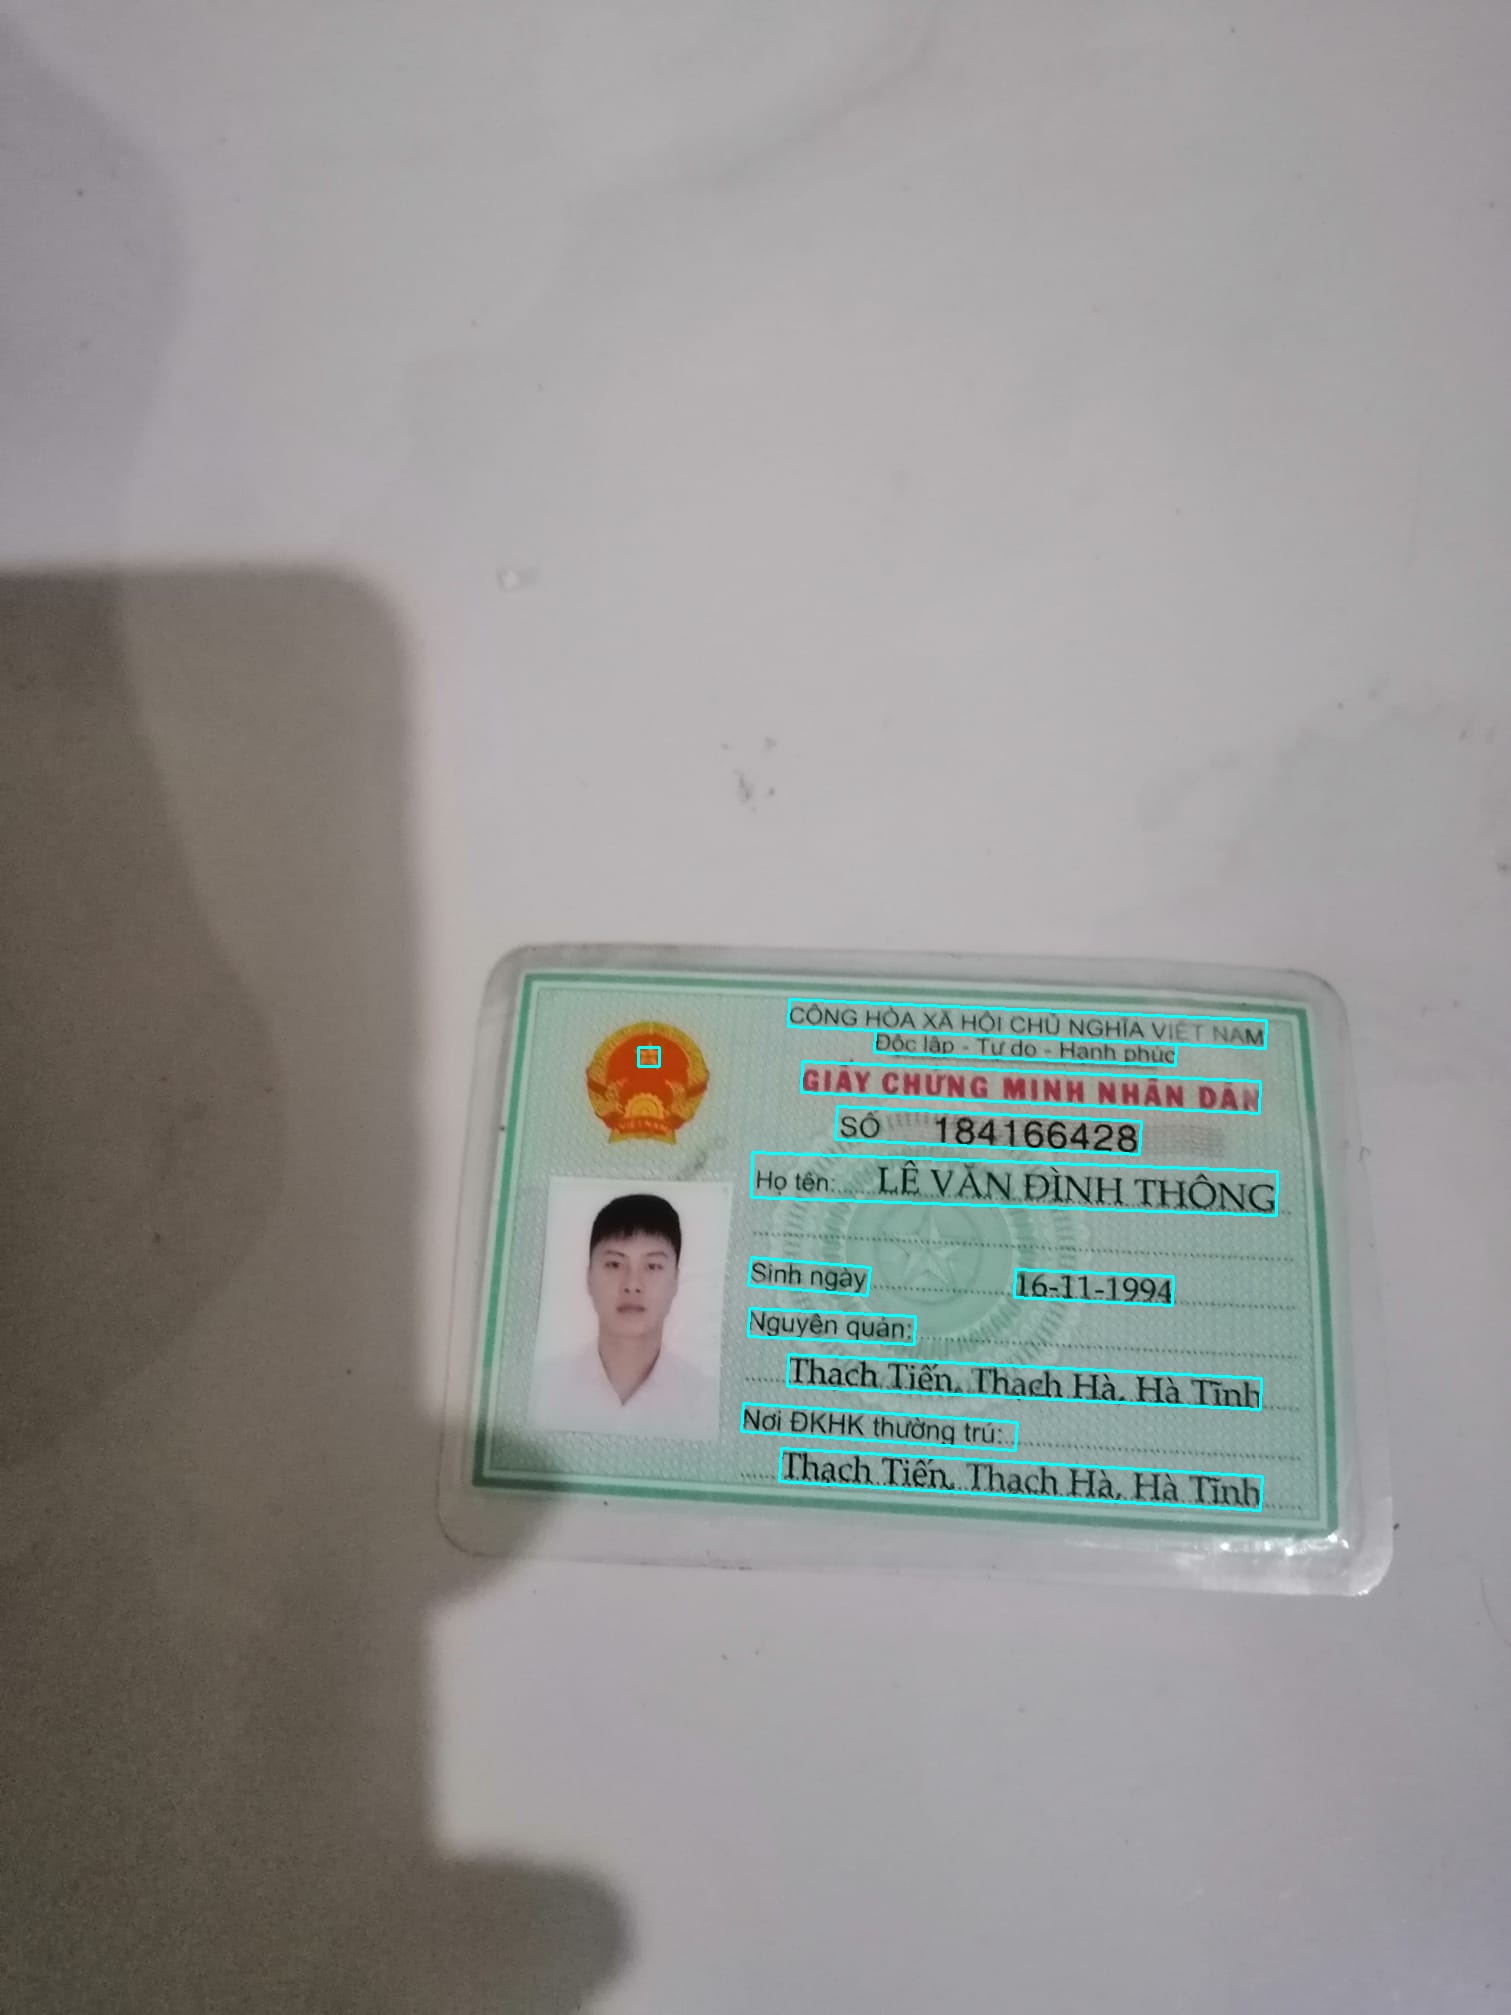 CỘNG HÒA XÃ HỘI CHỦ NGHĨA VIỆT NAM
Độc lập - Tự do - Hạnh phúc
GIẤY CHỨNG MINH NHÂN DÂN
SỐ 184166428
Họ tên: LÊ VĂN ĐÌNH THÔNG
Sinh ngày 16-11-1994
Nguyên quán:
Thạch Tiến, Thạch Hà, Hà Tĩnh
Nơi ĐKHK thường trú:
Thạch Tiến, Thạch Hà, Hà Tĩnh
VIỆT NAM